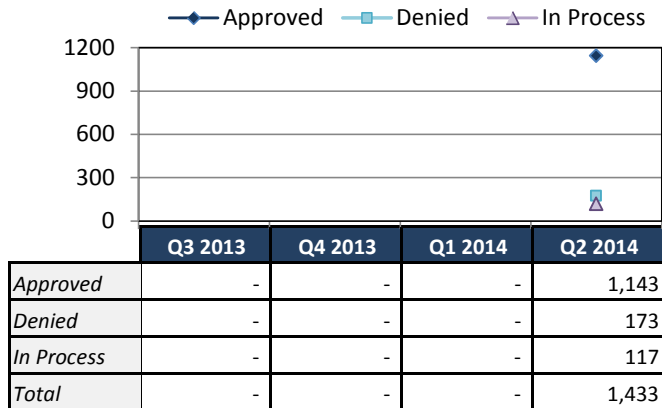 Approved Denied In Process
1200
900
600
300
0
Q3 2013 Q4 2013 Q1 2014 Q2 2014
Approved - - - 1,143
Denied - - - 173
In Process - - - 117
Total - - - 1,433